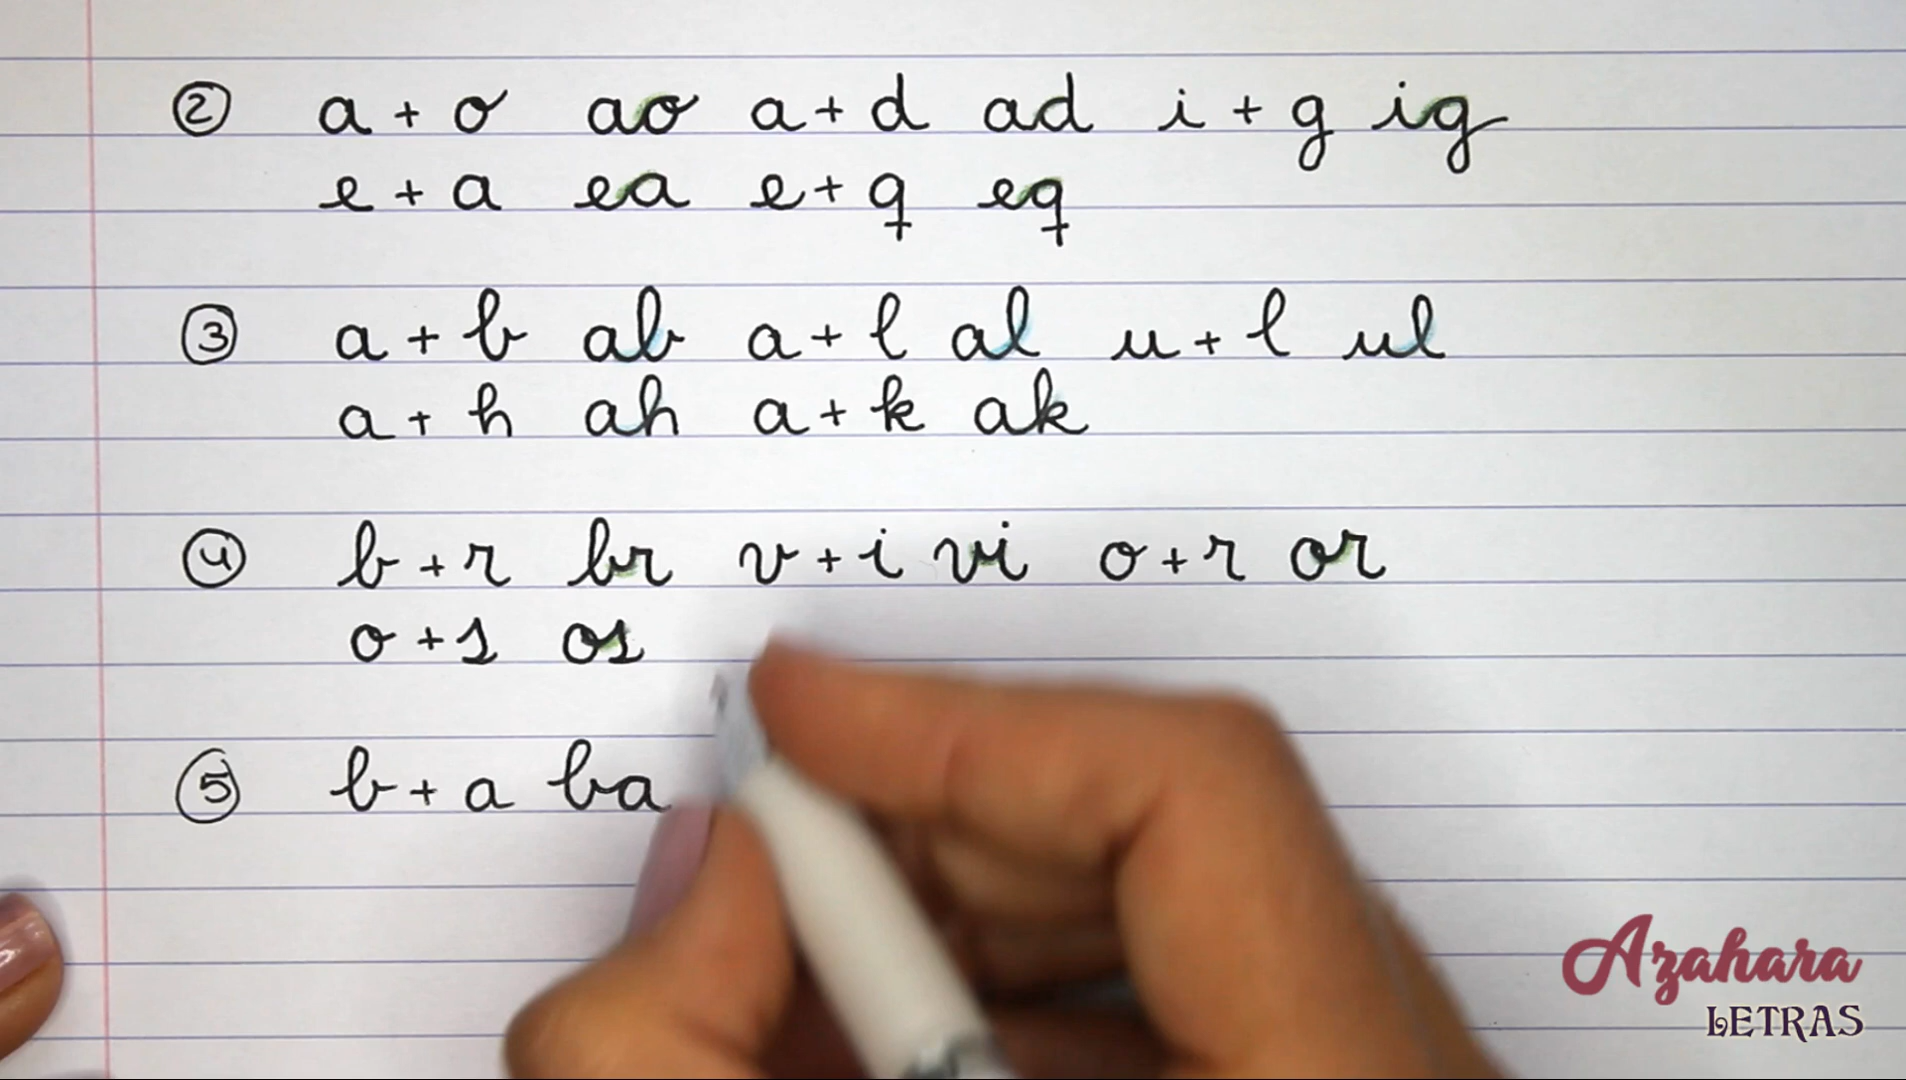 ② a + o ao a + d ad i + g ig
e + a ea e + q eq
③ a + b ab a + l al u + l ul
a + h ah a + k ak
④ b + r br v + i vi o + r or
o + s os
⑤ b + a ba
Azahara
LETRAS